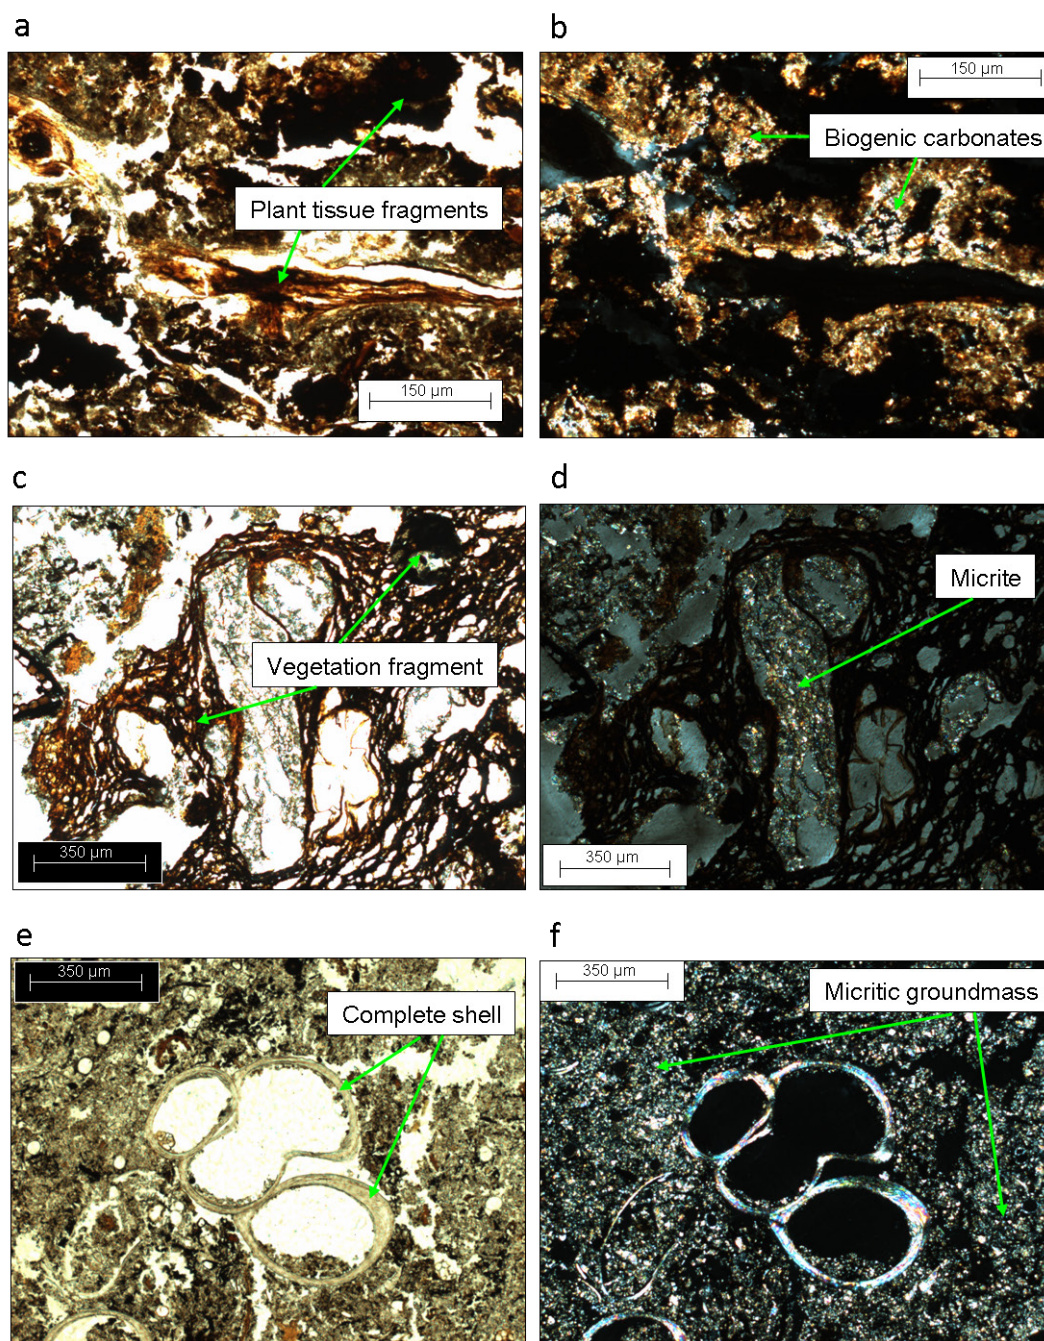 a
b
150 µm
Biogenic carbonates
Plant tissue fragments
150 µm
c
d
Micrite
Vegetation fragment
350 µm
350 µm
e
f
350 µm
350 µm
Complete shell
Micritic groundmass